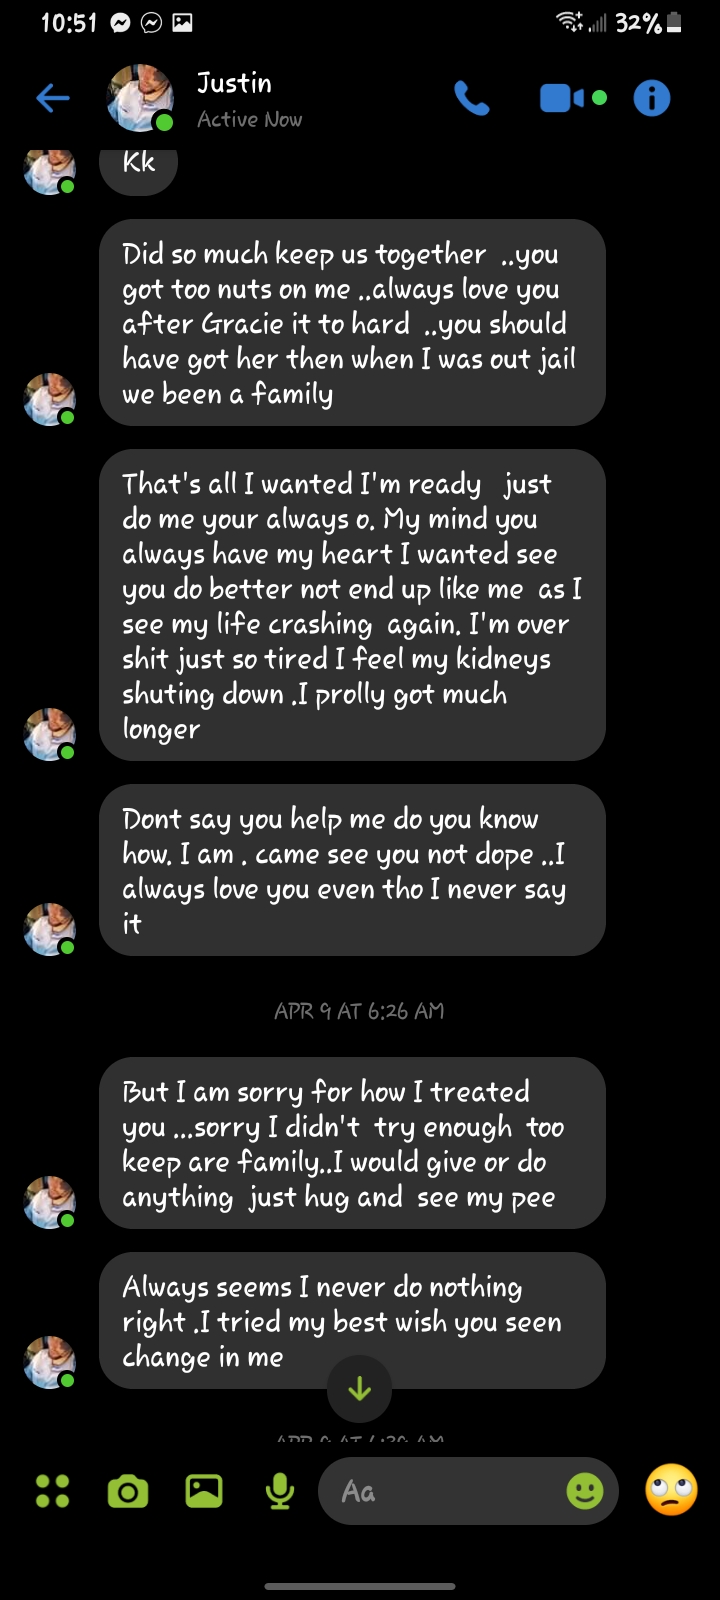 10:51
32%
Justin
Active Now
Kk
Did so much keep us together ..you
got too nuts on me ..always love you
after Gracie it to hard ..you should
have got her then when I was out jail
we been a family
That's all I wanted I'm ready just
do me your always o. My mind you
always have my heart I wanted see
you do better not end up like me as I
see my life crashing again. I'm over
shit just so tired I feel my kidneys
shuting down .I prolly got much
longer
Dont say you help me do you know
how. I am . came see you not dope ..I
always love you even tho I never say
it
APR 9 AT 6:26 AM
But I am sorry for how I treated
you ...sorry I didn't try enough too
keep are family..I would give or do
anything just hug and see my pee
Always seems I never do nothing
right .I tried my best wish you seen
change in me
Aa